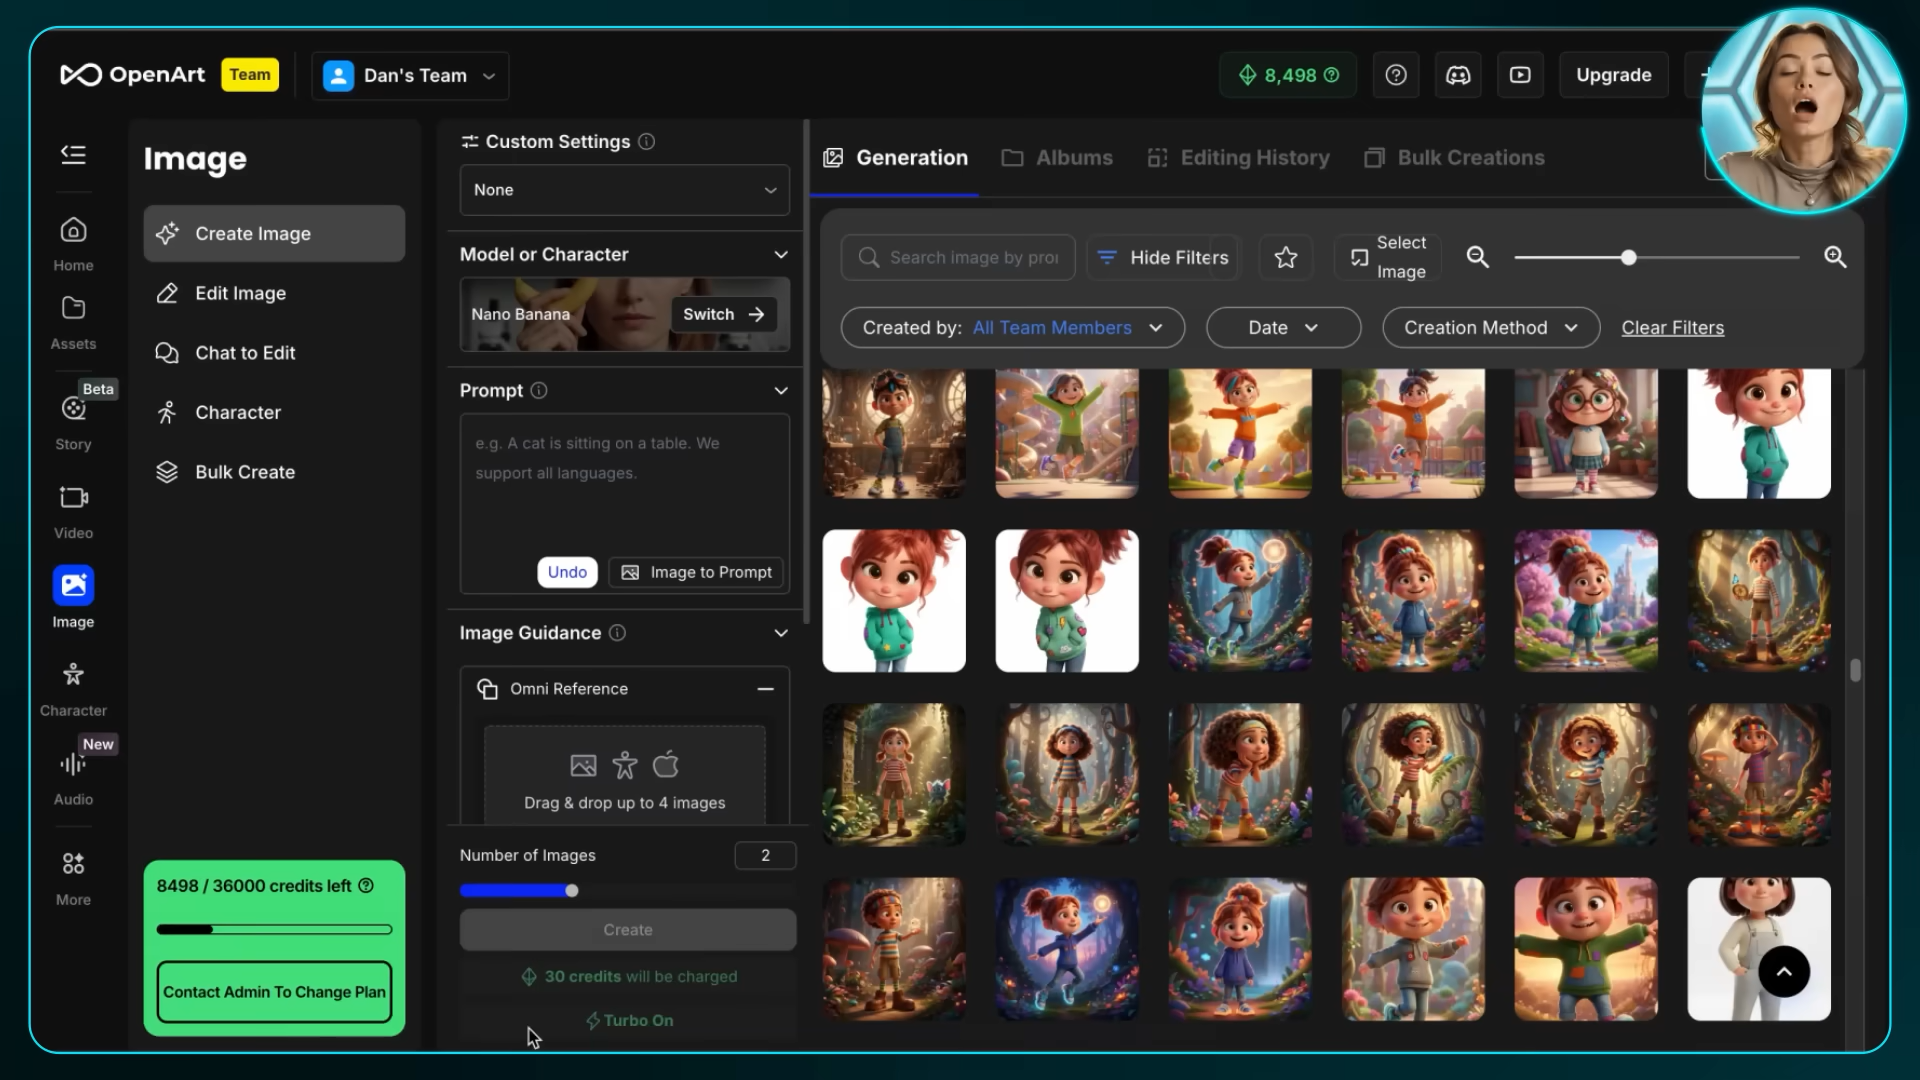 OpenArt
Team
Dan's Team
8,498
Upgrade
Home
Assets
Beta
Story
Video
Image
Character
New
Audio
More
Image
Create Image
Edit Image
Chat to Edit
Character
Bulk Create
8498 / 36000 credits left
Contact Admin To Change Plan
Custom Settings
None
Model or Character
Nano Banana
Switch
Prompt
e.g. A cat is sitting on a table. We
support all languages.
Undo
Image to Prompt
Image Guidance
Omni Reference
Drag & drop up to 4 images
Number of Images
2
Create
30 credits will be charged
Turbo On
Generation
Albums
Editing History
Bulk Creations
Search image by pro
Hide Filters
Select
Image
Created by: All Team Members
Date
Creation Method
Clear Filters